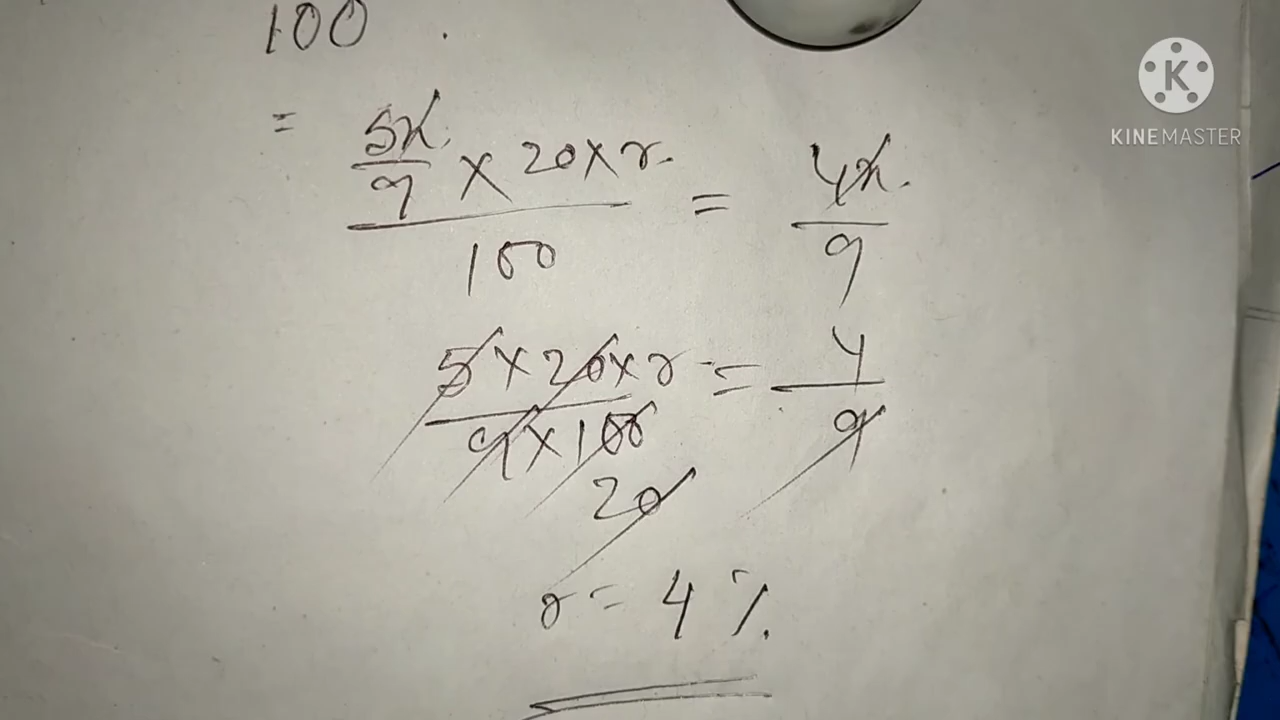 100
= 5x/9 × 20 × r / 100 = 4x/9
5 × 20 × r / 9 × 100 = 4/9
20
r = 4 %.
K
KINEMASTER